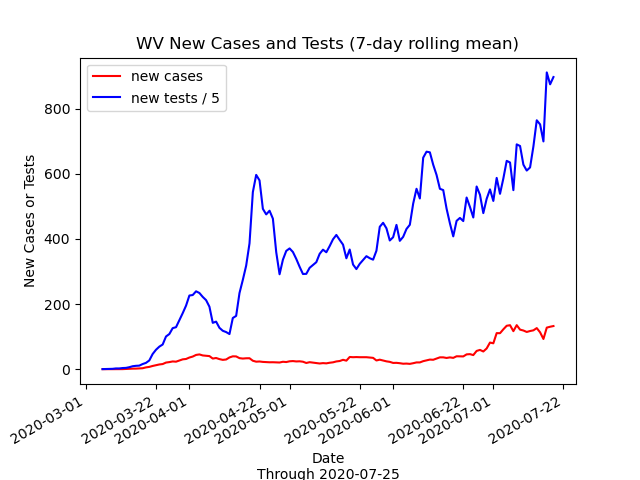 WV New Cases and Tests (7-day rolling mean)
new cases
new tests / 5
New Cases or Tests
800
600
400
200
0
2020-03-01
2020-03-22
2020-04-01
2020-04-22
2020-05-01
2020-05-22
2020-06-01
2020-06-22
2020-07-01
2020-07-22
Date
Through 2020-07-25